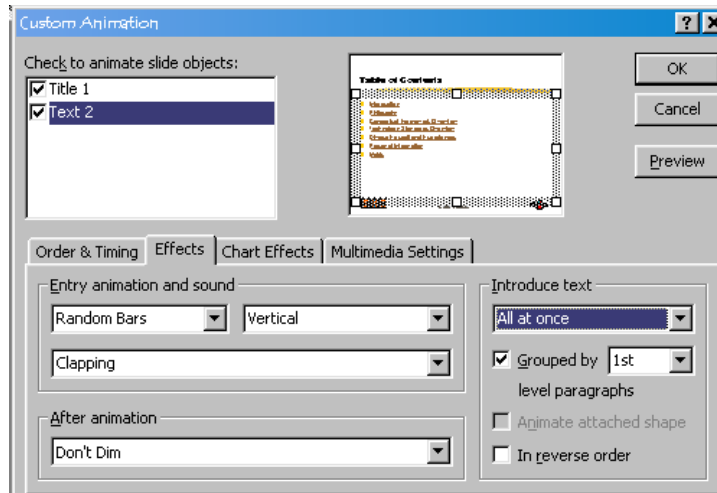 Custom Animation
Check to animate slide objects:
Title 1
Text 2
Table of Contents
OK
Cancel
Preview
Order & Timing
Effects
Chart Effects
Multimedia Settings
Entry animation and sound
Random Bars
Vertical
Clapping
After animation
Don't Dim
Introduce text
All at once
Grouped by 1st
level paragraphs
Animate attached shape
In reverse order